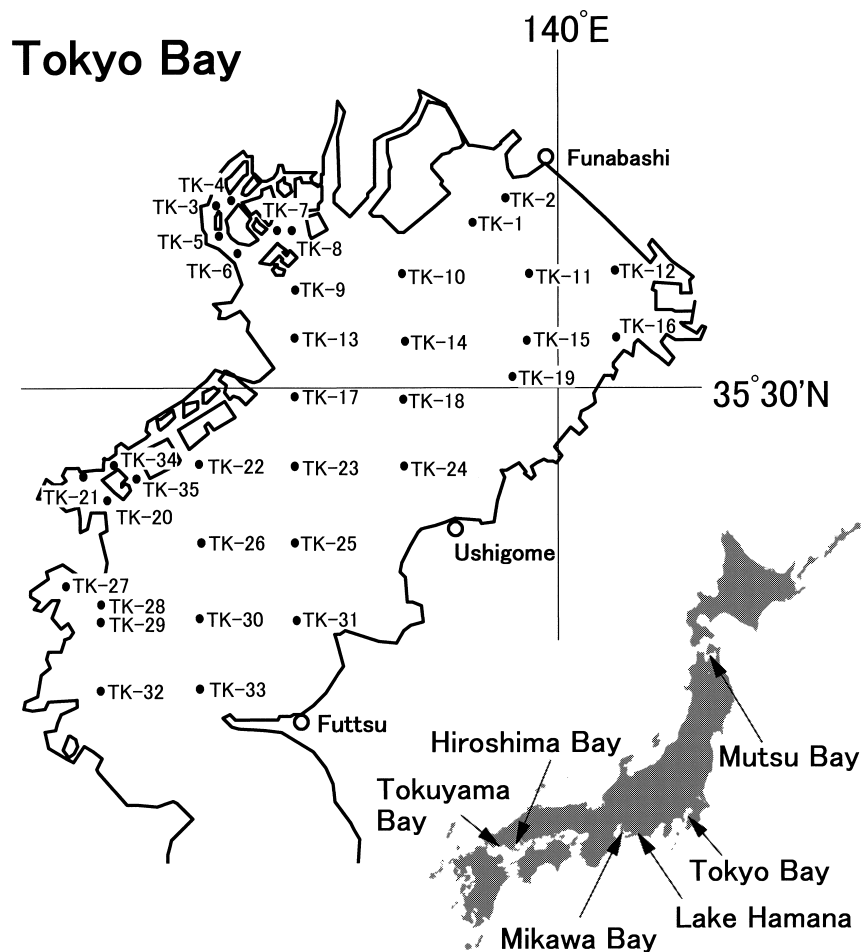 140°E
Tokyo Bay
Funabashi
TK-4
TK-3
TK-7
TK-2
TK-1
TK-5
TK-8
TK-6
TK-9
TK-10
TK-11
TK-12
TK-13
TK-14
TK-15
TK-16
TK-19
35°30'N
TK-17
TK-18
TK-34
TK-22
TK-23
TK-24
TK-21
TK-35
TK-20
Ushigome
TK-26
TK-25
TK-27
TK-28
TK-29
TK-30
TK-31
TK-32
TK-33
Futtsu
Hiroshima Bay
Mutsu Bay
Tokuyama
Bay
Tokyo Bay
Lake Hamana
Mikawa Bay